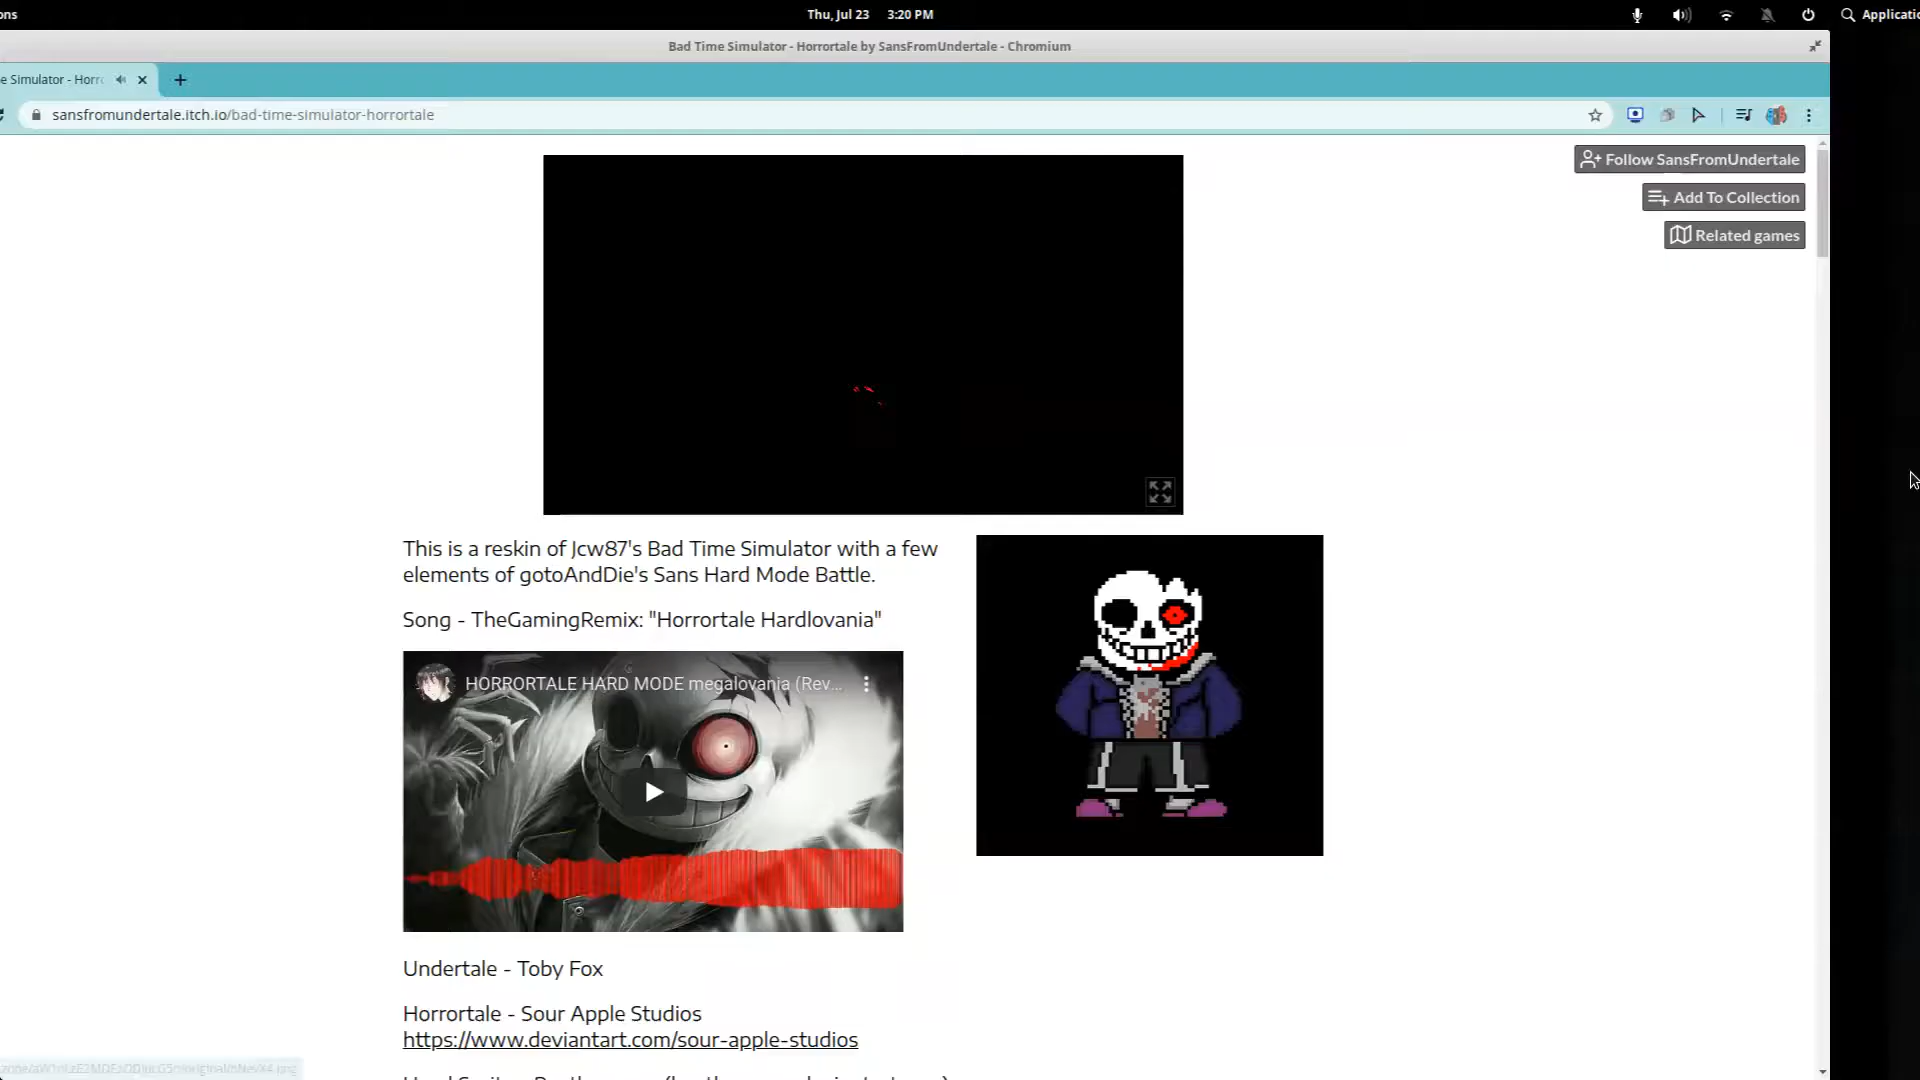 ons
Thu, Jul 23 3:20 PM
Applicatio
Bad Time Simulator - Horrortale by SansFromUndertale - Chromium
e Simulator - Horr
sansfromundertale.itch.io/bad-time-simulator-horrortale
Follow SansFromUndertale
Add To Collection
Related games
This is a reskin of Jcw87's Bad Time Simulator with a few
elements of gotoAndDie's Sans Hard Mode Battle.
Song - TheGamingRemix: "Horrortale Hardlovania"
HORRORTALE HARD MODE megalovania (Rev...
Undertale - Toby Fox
Horrortale - Sour Apple Studios
https://www.deviantart.com/sour-apple-studios